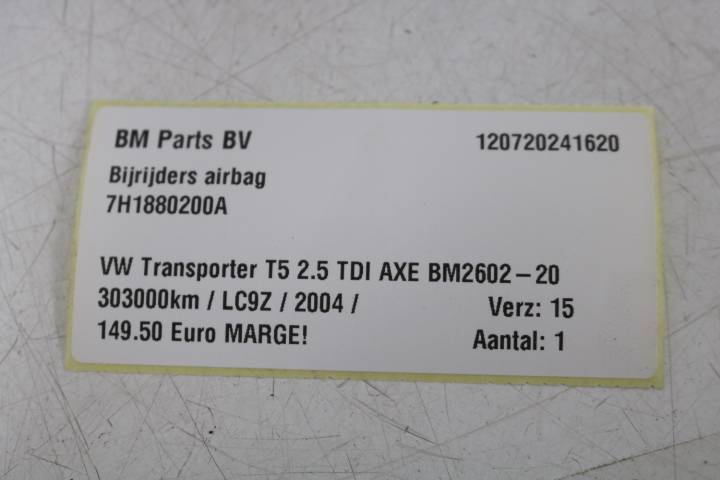 BM Parts BV 120720241620
Bijrijders airbag
7H1880200A
VW Transporter T5 2.5 TDI AXE BM2602-20
303000km / LC9Z / 2004 / Verz: 15
149.50 Euro MARGE! Aantal: 1